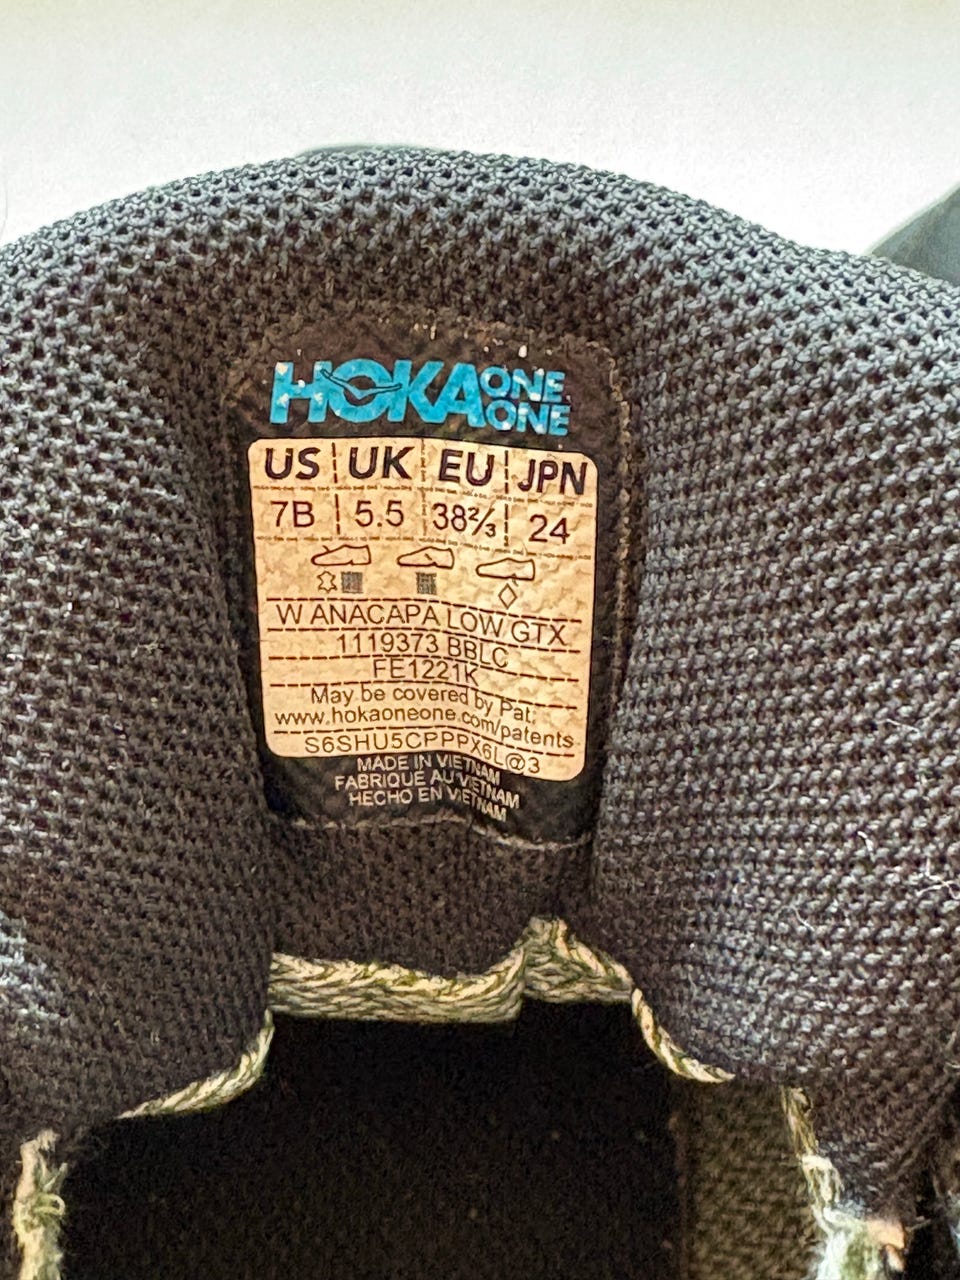 HOKA ONE ONE
US UK EU JPN
7B 5.5 38⅔ 24
W ANACAPA LOW GTX
1119373 BBLC
FE1221K
May be covered by Pat;
www.hokaoneone.com/patents
S6SHU5CPPPX6L@3
MADE IN VIETNAM
FABRIQUE AU VIETNAM
HECHO EN VIETNAM